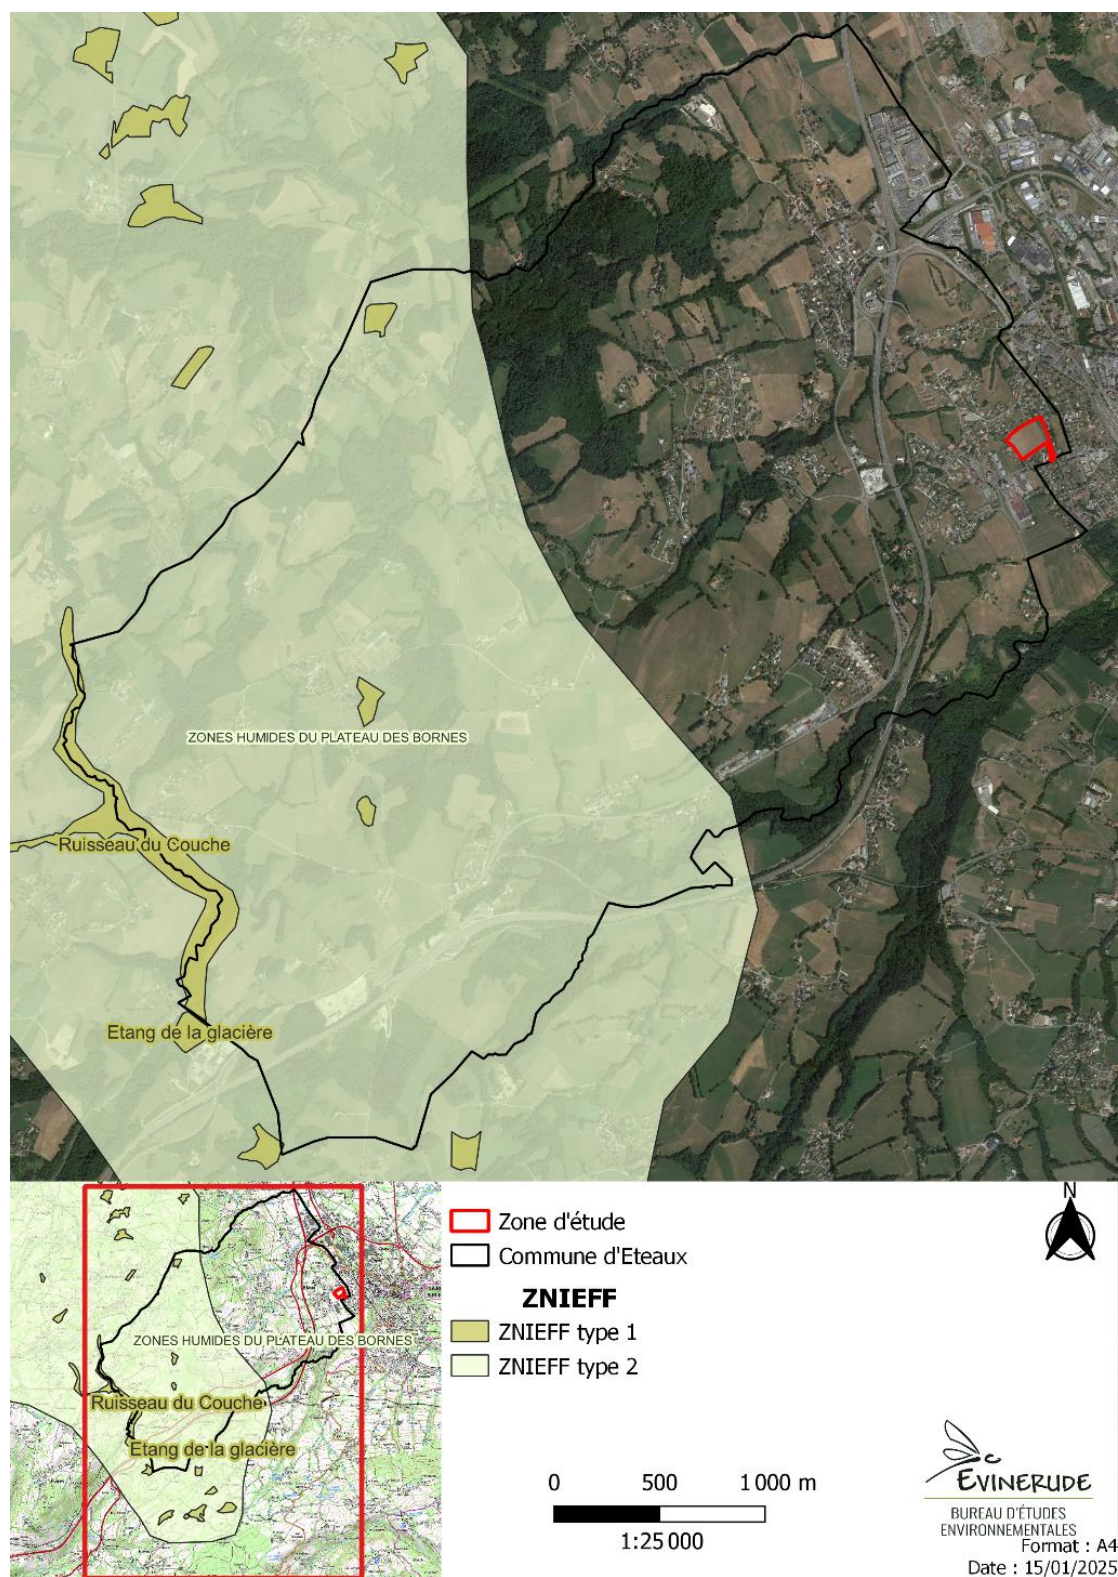 ZONES HUMIDES DU PLATEAU DES BORNES
Ruisseau du Couche
Etang de la glacière
ZONES HUMIDES DU PLATEAU DES BORNES
Ruisseau du Couche
Etang de la glacière
Zone d'étude
Commune d'Eteaux
ZNIEFF
ZNIEFF type 1
ZNIEFF type 2
N
0 500 1 000 m
1:25 000
EVINERUDE
BUREAU D'ÉTUDES
ENVIRONNEMENTALES
Format : A4
Date : 15/01/2025